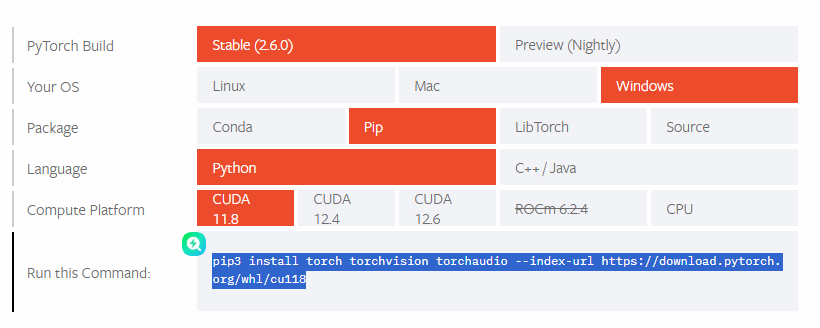 PyTorch Build
Stable (2.6.0)
Preview (Nightly)
Your OS
Linux
Mac
Windows
Package
Conda
Pip
LibTorch
Source
Language
Python
C++ / Java
Compute Platform
CUDA
11.8
CUDA
12.4
CUDA
12.6
ROCm 6.2.4
CPU
Run this Command:
pip3 install torch torchvision torchaudio --index-url https://download.pytorch.
org/whl/cu118